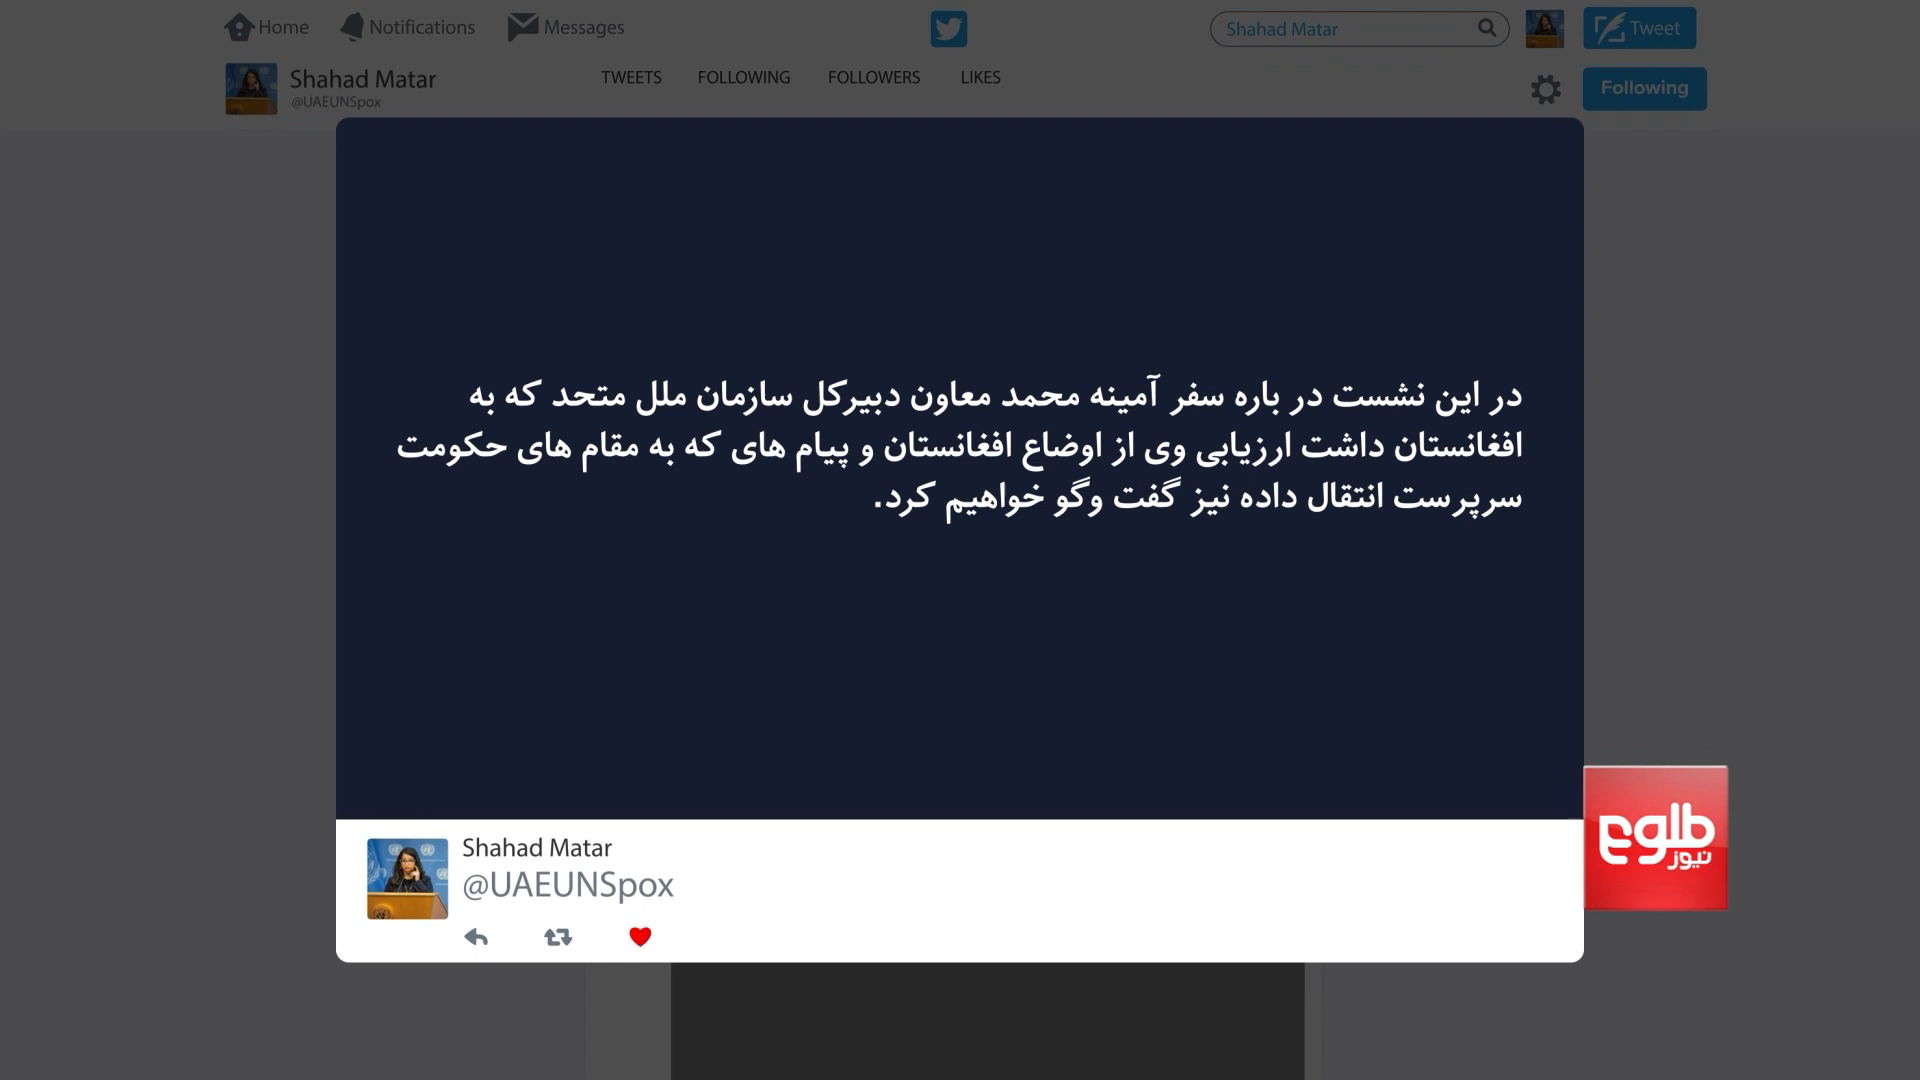 Home Notifications Messages Shahad Matar Tweet
Shahad Matar
@UAEUNSpox
TWEETS FOLLOWING FOLLOWERS LIKES
Following
در این نشست در باره سفر آمینه محمد معاون دبیرکل سازمان ملل متحد که به
افغانستان داشت ارزیابی وی از اوضاع افغانستان و پیام های که به مقام های حکومت
سرپرست انتقال داده نیز گفت وگو خواهیم کرد.
طلوع
نیوز
Shahad Matar
@UAEUNSpox